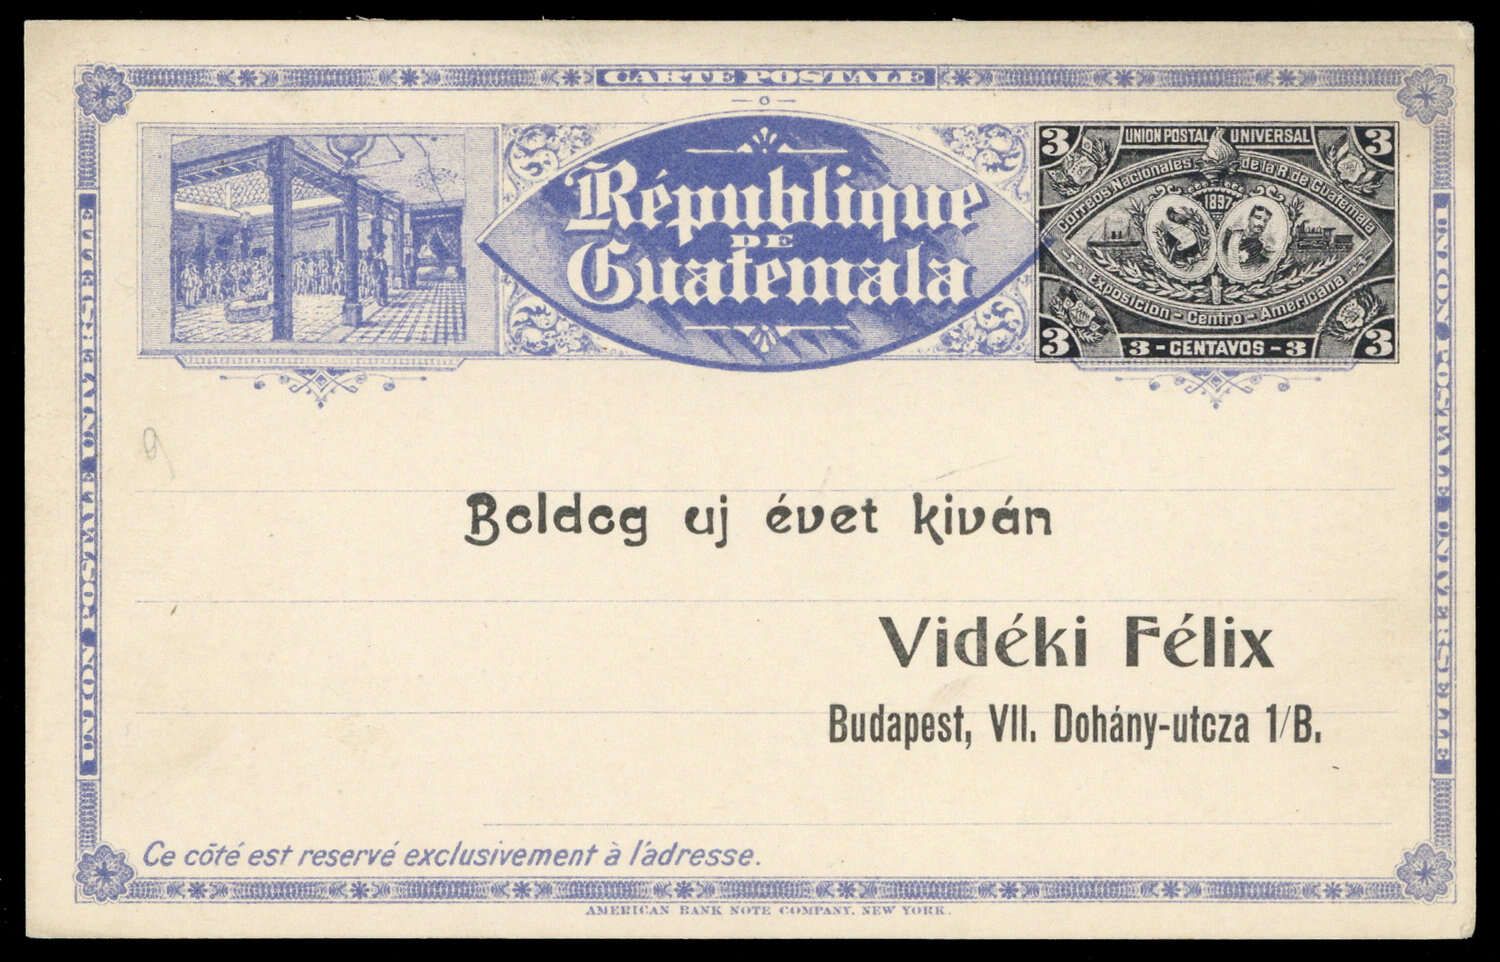 CARTE POSTALE
République
DE
Guatemala
3 UNION POSTAL UNIVERSAL 3
Correos Nacionales de la R. de Guatemala
1897
Exposicion - Centro - Americana
3 3 - CENTAVOS - 3 3
UNION POSTALE UNIVERSELLE
UNION POSTALE UNIVERSELLE
9
Boldog uj évet kiván
Vidéki Félix
Budapest, VII. Dohány-utcza 1/B.
Ce côté est reservé exclusivement à l'adresse.
AMERICAN BANK NOTE COMPANY, NEW YORK.